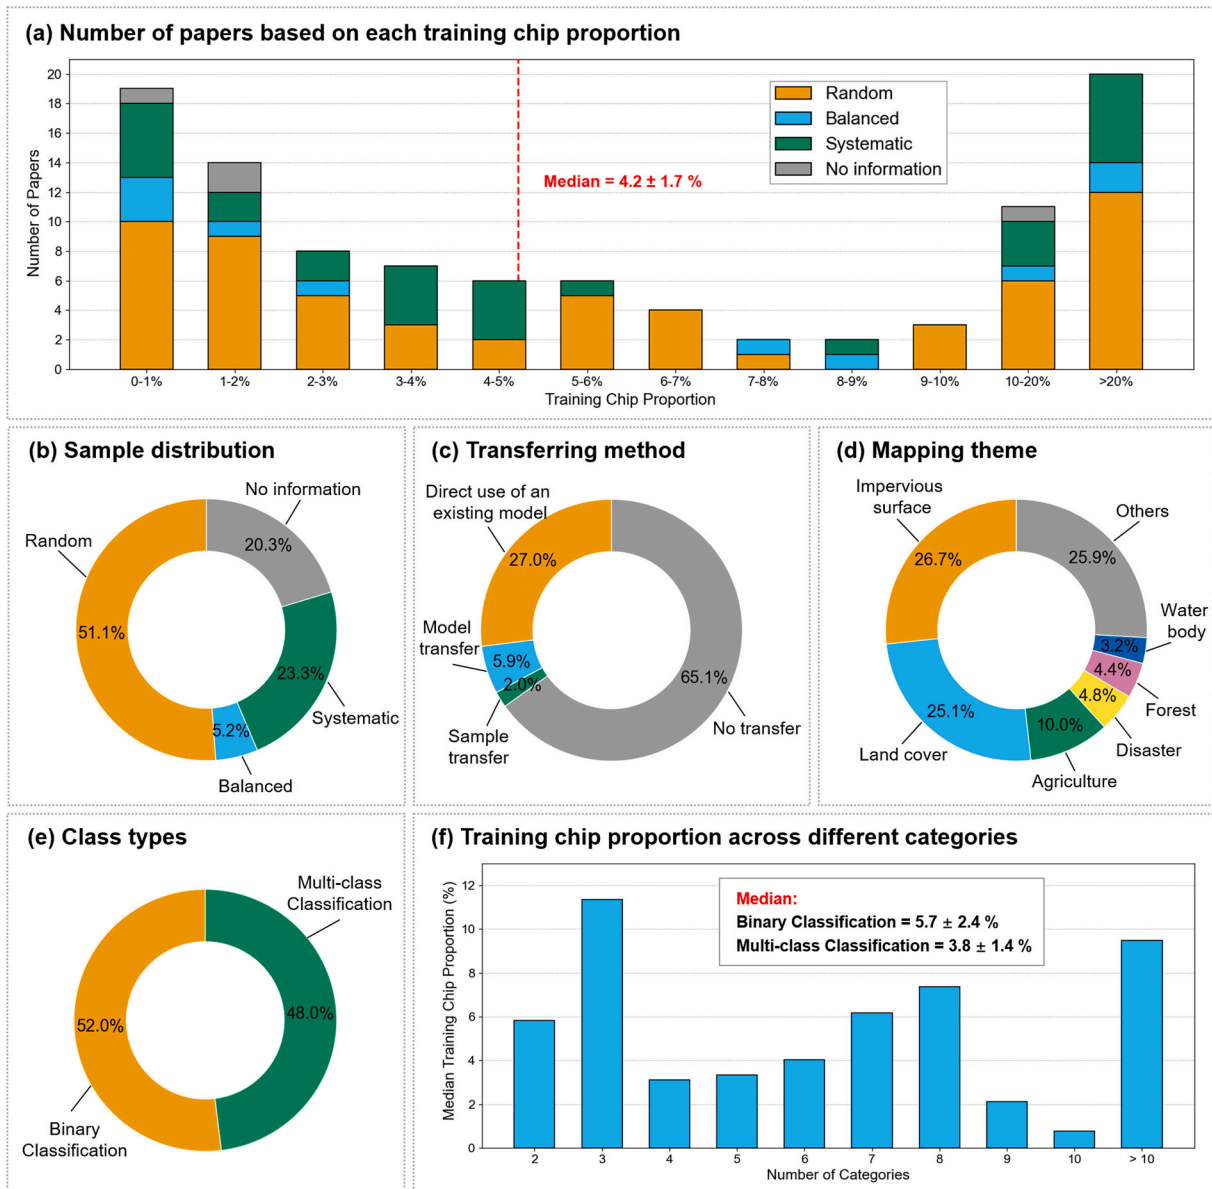 (a) Number of papers based on each training chip proportion
Number of Papers
20
18
16
14
12
10
8
6
4
2
0
Random
Balanced
Systematic
No information
Median = 4.2 ± 1.7 %
0-1%
1-2%
2-3%
3-4%
4-5%
5-6%
6-7%
7-8%
8-9%
9-10%
10-20%
>20%
Training Chip Proportion
(b) Sample distribution
No information
20.3%
Random
51.1%
23.3%
Systematic
5.2%
Balanced
(c) Transferring method
Direct use of an
existing model
27.0%
Model
transfer
5.9%
2.0%
65.1%
Sample
transfer
No transfer
(d) Mapping theme
Impervious
surface
26.7%
Others
25.9%
Water
body
3.2%
4.4%
Forest
4.8%
Disaster
10.0%
Agriculture
25.1%
Land cover
(e) Class types
Multi-class
Classification
48.0%
52.0%
Binary
Classification
(f) Training chip proportion across different categories
Median Training Chip Proportion (%)
12
10
8
6
4
2
0
Median:
Binary Classification = 5.7 ± 2.4 %
Multi-class Classification = 3.8 ± 1.4 %
2
3
4
5
6
7
8
9
10
> 10
Number of Categories